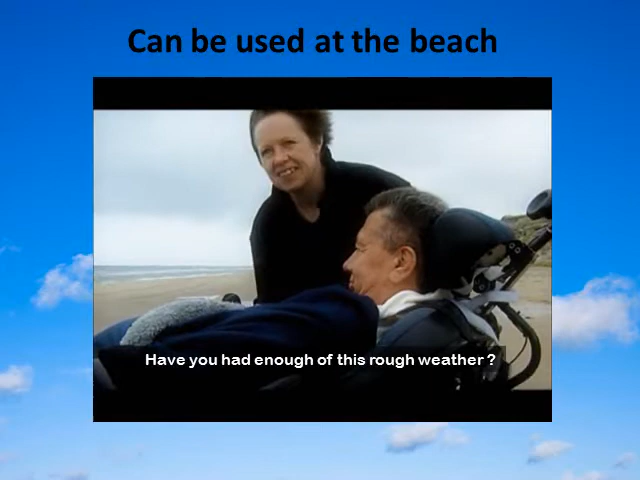 Can be used at the beach
Have you had enough of this rough weather ?